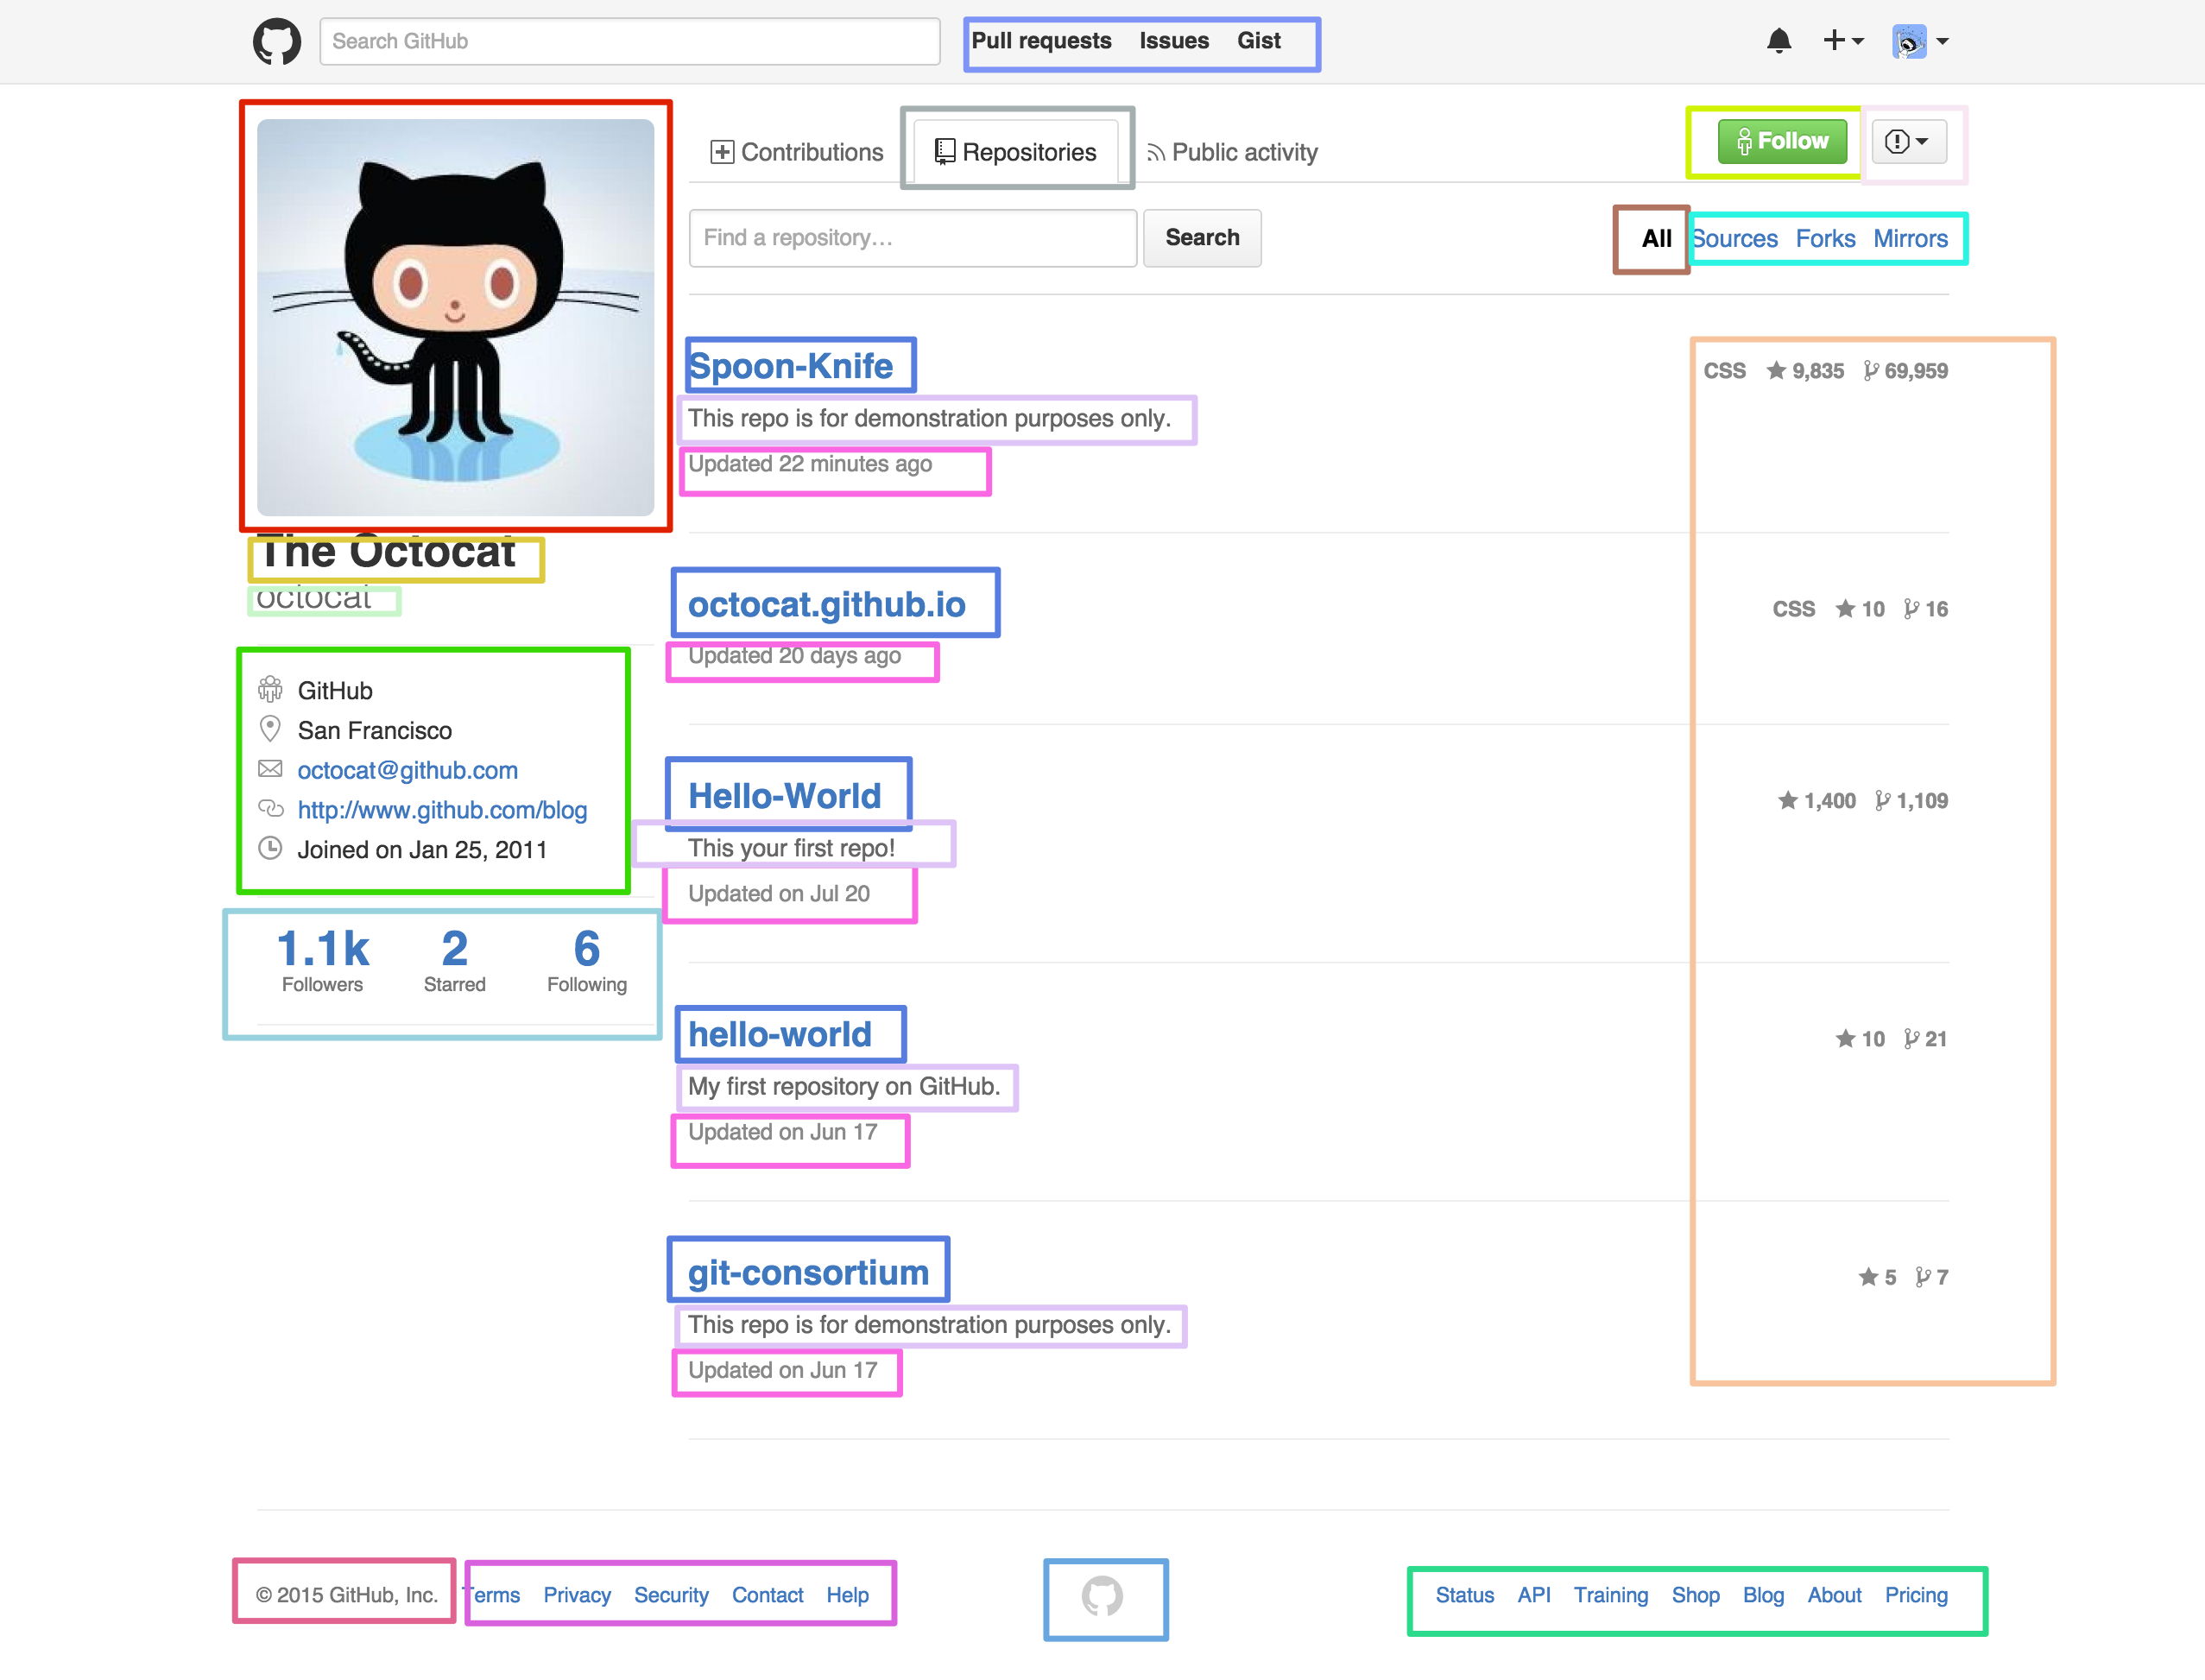 Search GitHub
Pull requests Issues Gist
Contributions Repositories Public activity
Follow
Find a repository…
Search
All Sources Forks Mirrors
The Octocat
octocat
GitHub
San Francisco
octocat@github.com
http://www.github.com/blog
Joined on Jan 25, 2011
1.1k 2 6
Followers Starred Following
Spoon-Knife
CSS 9,835 69,959
This repo is for demonstration purposes only.
Updated 22 minutes ago
octocat.github.io
CSS 10 16
Updated 20 days ago
Hello-World
1,400 1,109
This your first repo!
Updated on Jul 20
hello-world
10 21
My first repository on GitHub.
Updated on Jun 17
git-consortium
5 7
This repo is for demonstration purposes only.
Updated on Jun 17
© 2015 GitHub, Inc. Terms Privacy Security Contact Help
Status API Training Shop Blog About Pricing